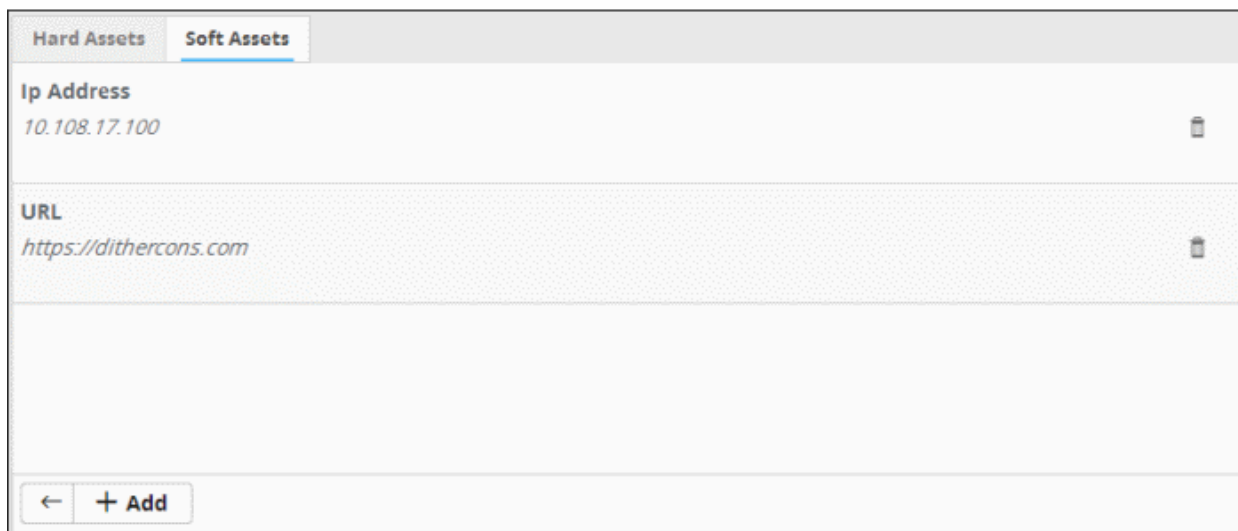 Hard Assets Soft Assets
Ip Address
10.108.17.100
URL
https://dithercons.com
← + Add